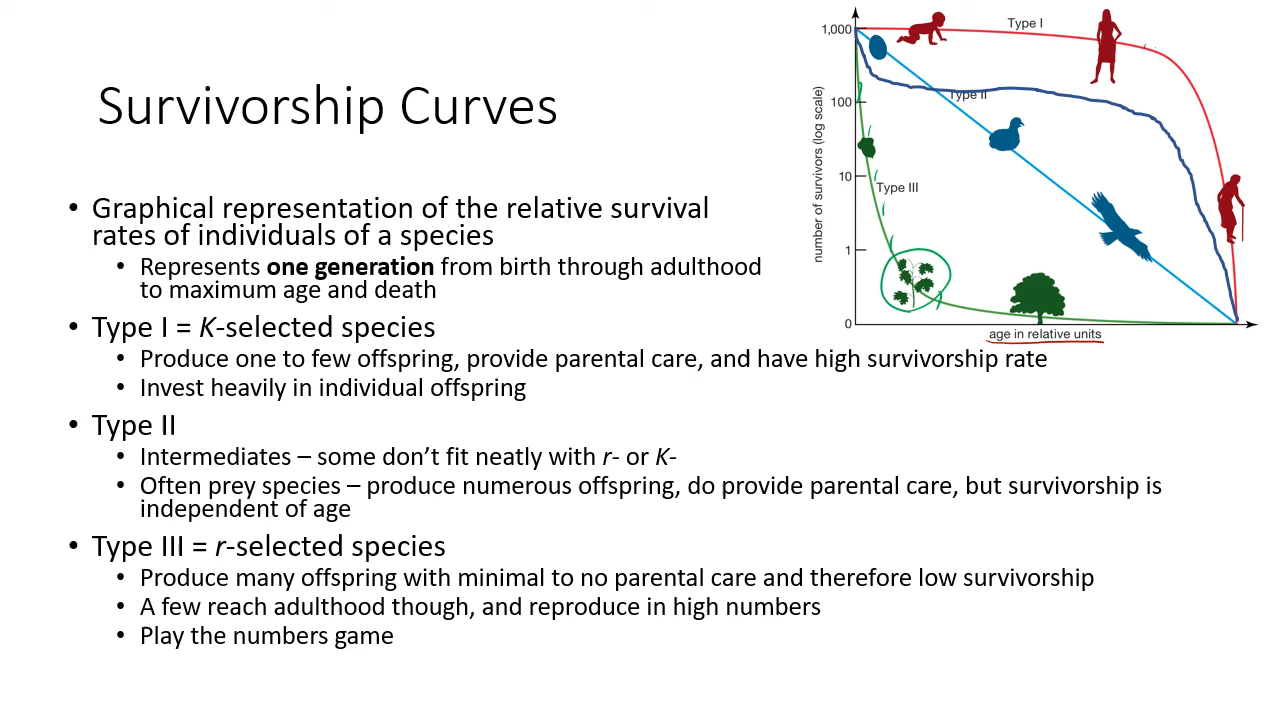 Survivorship Curves
• Graphical representation of the relative survival
rates of individuals of a species
• Represents one generation from birth through adulthood
to maximum age and death
• Type I = K-selected species
• Produce one to few offspring, provide parental care, and have high survivorship rate
• Invest heavily in individual offspring
• Type II
• Intermediates – some don’t fit neatly with r- or K-
• Often prey species – produce numerous offspring, do provide parental care, but survivorship is
independent of age
• Type III = r-selected species
• Produce many offspring with minimal to no parental care and therefore low survivorship
• A few reach adulthood though, and reproduce in high numbers
• Play the numbers game
number of survivors (log scale)
1,000
100
10
1
0
Type I
Type II
Type III
age in relative units